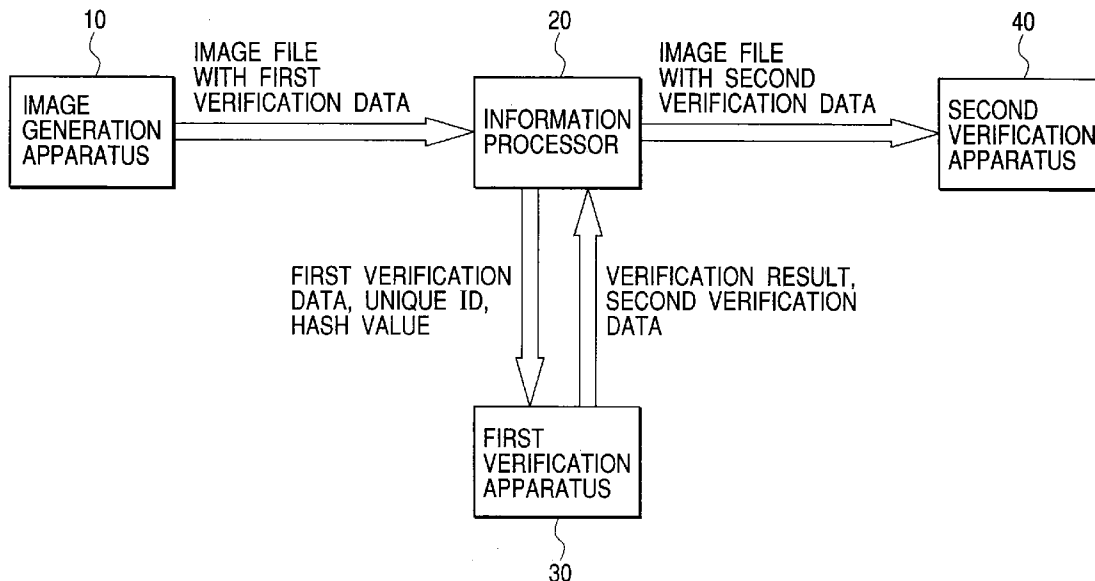 10
20
40
IMAGE FILE
WITH FIRST
VERIFICATION DATA
IMAGE FILE
WITH SECOND
VERIFICATION DATA
IMAGE
GENERATION
APPARATUS
INFORMATION
PROCESSOR
SECOND
VERIFICATION
APPARATUS
FIRST VERIFICATION
DATA, UNIQUE ID,
HASH VALUE
VERIFICATION RESULT,
SECOND VERIFICATION
DATA
FIRST
VERIFICATION
APPARATUS
30